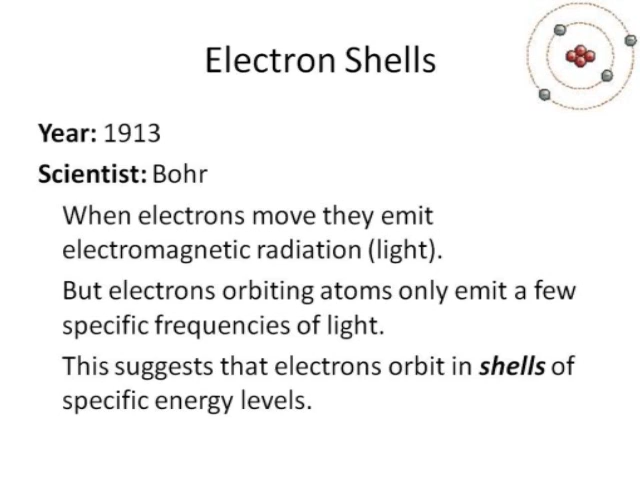 Electron Shells
Year: 1913
Scientist: Bohr
When electrons move they emit
electromagnetic radiation (light).
But electrons orbiting atoms only emit a few
specific frequencies of light.
This suggests that electrons orbit in shells of
specific energy levels.